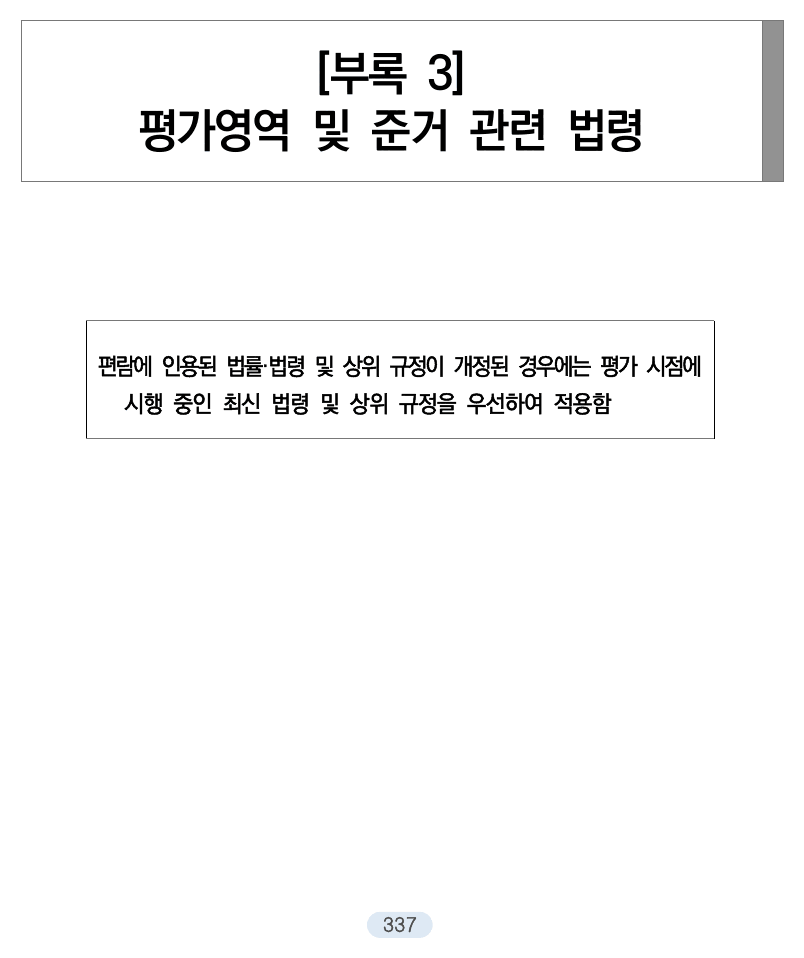 [부록 3]
평가영역 및 준거 관련 법령
편람에 인용된 법률·법령 및 상위 규정이 개정된 경우에는 평가 시점에
시행 중인 최신 법령 및 상위 규정을 우선하여 적용함
337